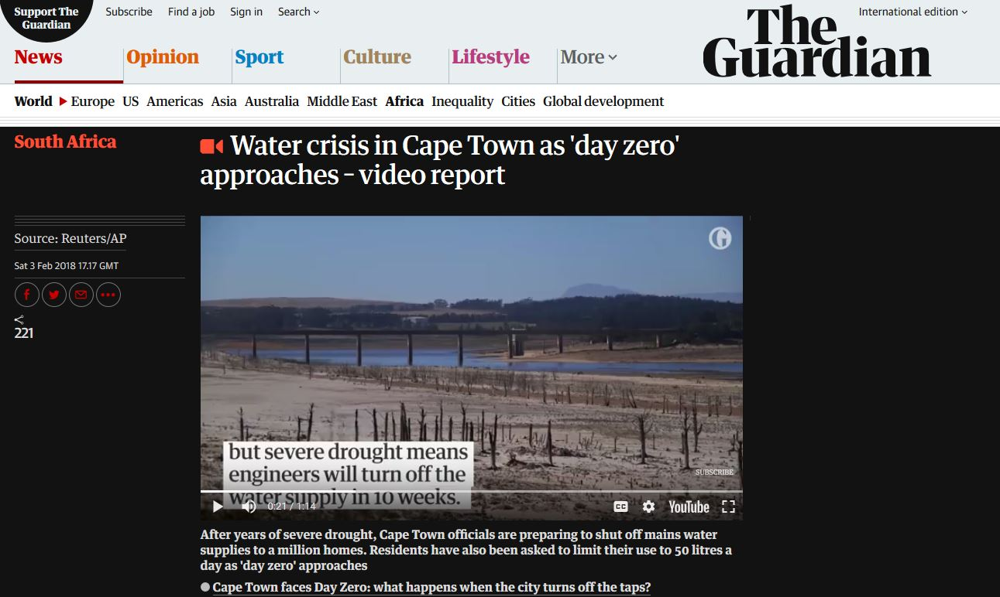 Support The
Guardian
Subscribe Find a job Sign in Search
International edition
The
Guardian
News Opinion Sport Culture Lifestyle More
World Europe US Americas Asia Australia Middle East Africa Inequality Cities Global development
South Africa
Water crisis in Cape Town as 'day zero'
approaches – video report
Source: Reuters/AP
Sat 3 Feb 2018 17.17 GMT
221
but severe drought means
engineers will turn off the
water supply in 10 weeks.
SUBSCRIBE
0:21 / 1:14
CC
YouTube
After years of severe drought, Cape Town officials are preparing to shut off mains water
supplies to a million homes. Residents have also been asked to limit their use to 50 litres a
day as 'day zero' approaches
Cape Town faces Day Zero: what happens when the city turns off the taps?